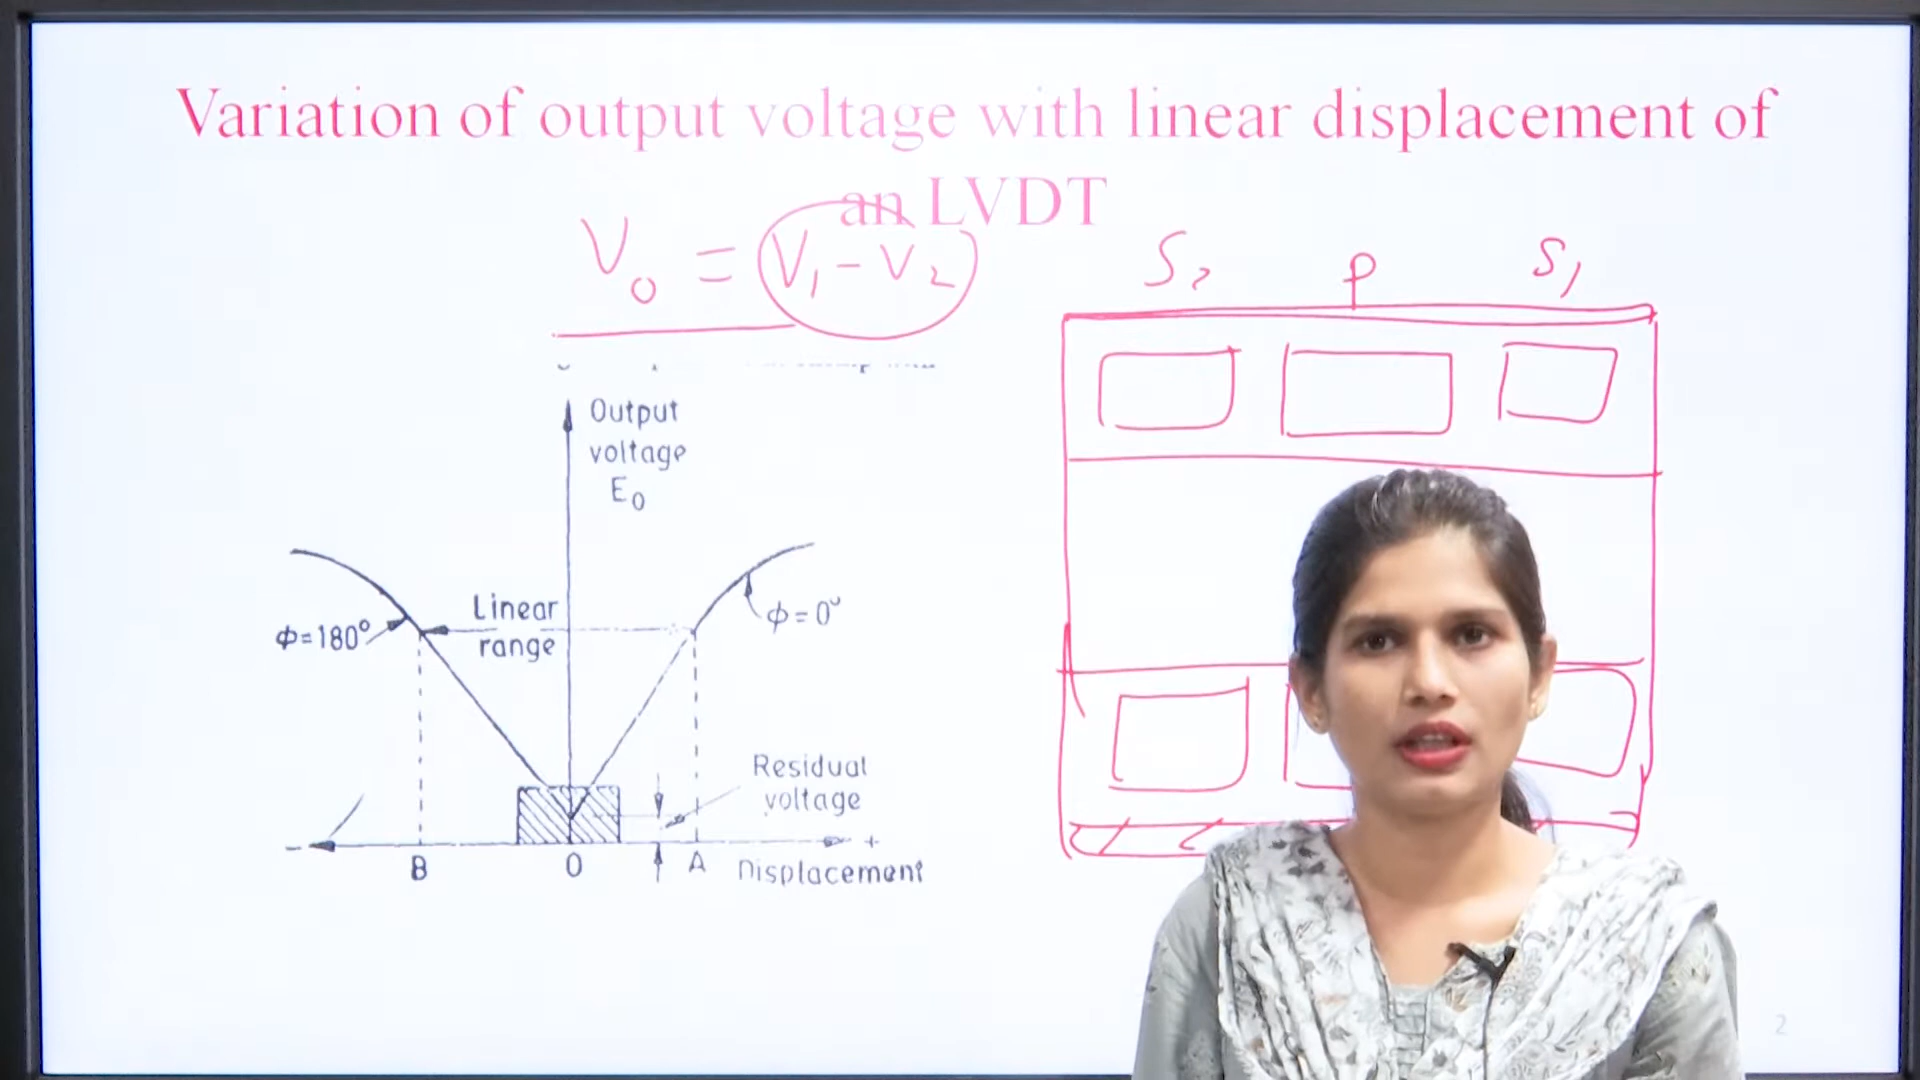 Variation of output voltage with linear displacement of
an LVDT
V₀ = V₁ - V₂
S₂ P S₁
Output
voltage
E₀
Linear
range
ϕ=180°
ϕ=0°
Residual
voltage
- B 0 A +
Displacement
2